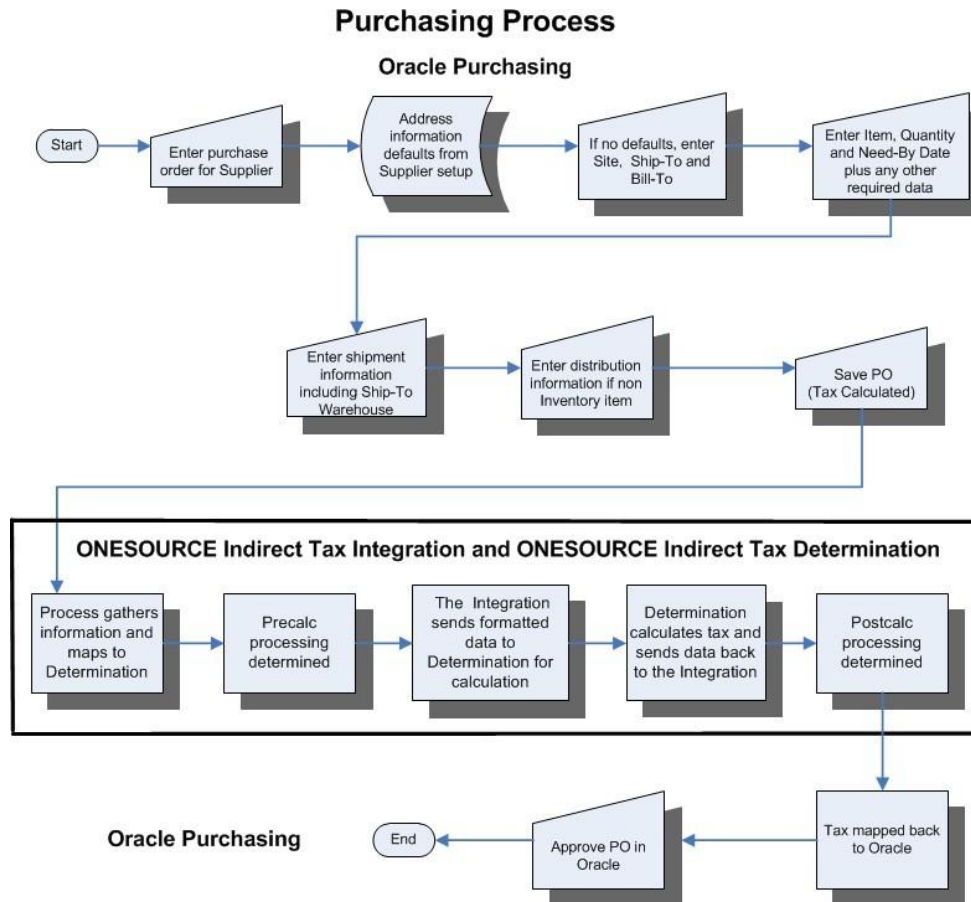 Purchasing Process
Oracle Purchasing
Start
Enter purchase
order for Supplier
Address
information
defaults from
Supplier setup
If no defaults, enter
Site, Ship-To and
Bill-To
Enter Item, Quantity
and Need-By Date
plus any other
required data
Enter shipment
information
including Ship-To
Warehouse
Enter distribution
information if non
Inventory item
Save PO
(Tax Calculated)
ONESOURCE Indirect Tax Integration and ONESOURCE Indirect Tax Determination
Process gathers
information and
maps to
Determination
Precalc
processing
determined
The Integration
sends formatted
data to
Determination for
calculation
Determination
calculates tax and
sends data back
to the Integration
Postcalc
processing
determined
Tax mapped back
to Oracle
Approve PO in
Oracle
End
Oracle Purchasing